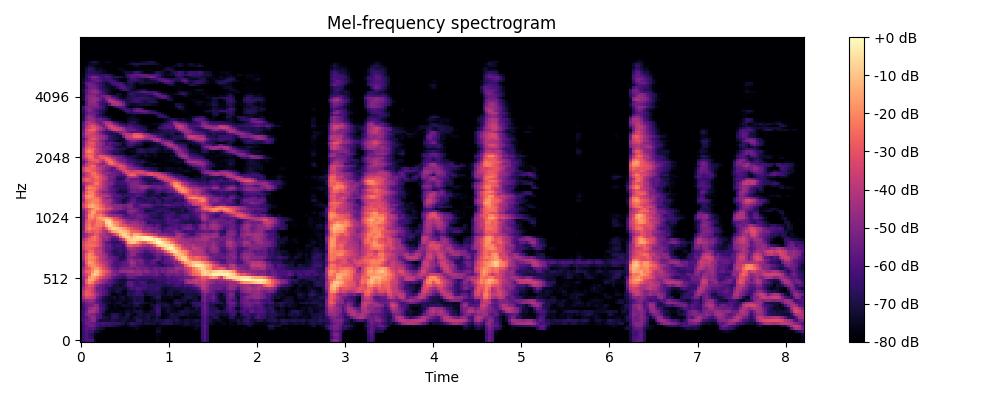 Mel-frequency spectrogram
+0 dB
-10 dB
-20 dB
-30 dB
-40 dB
-50 dB
-60 dB
-70 dB
-80 dB
Hz
4096
2048
1024
512
0
0 1 2 3 4 5 6 7 8
Time